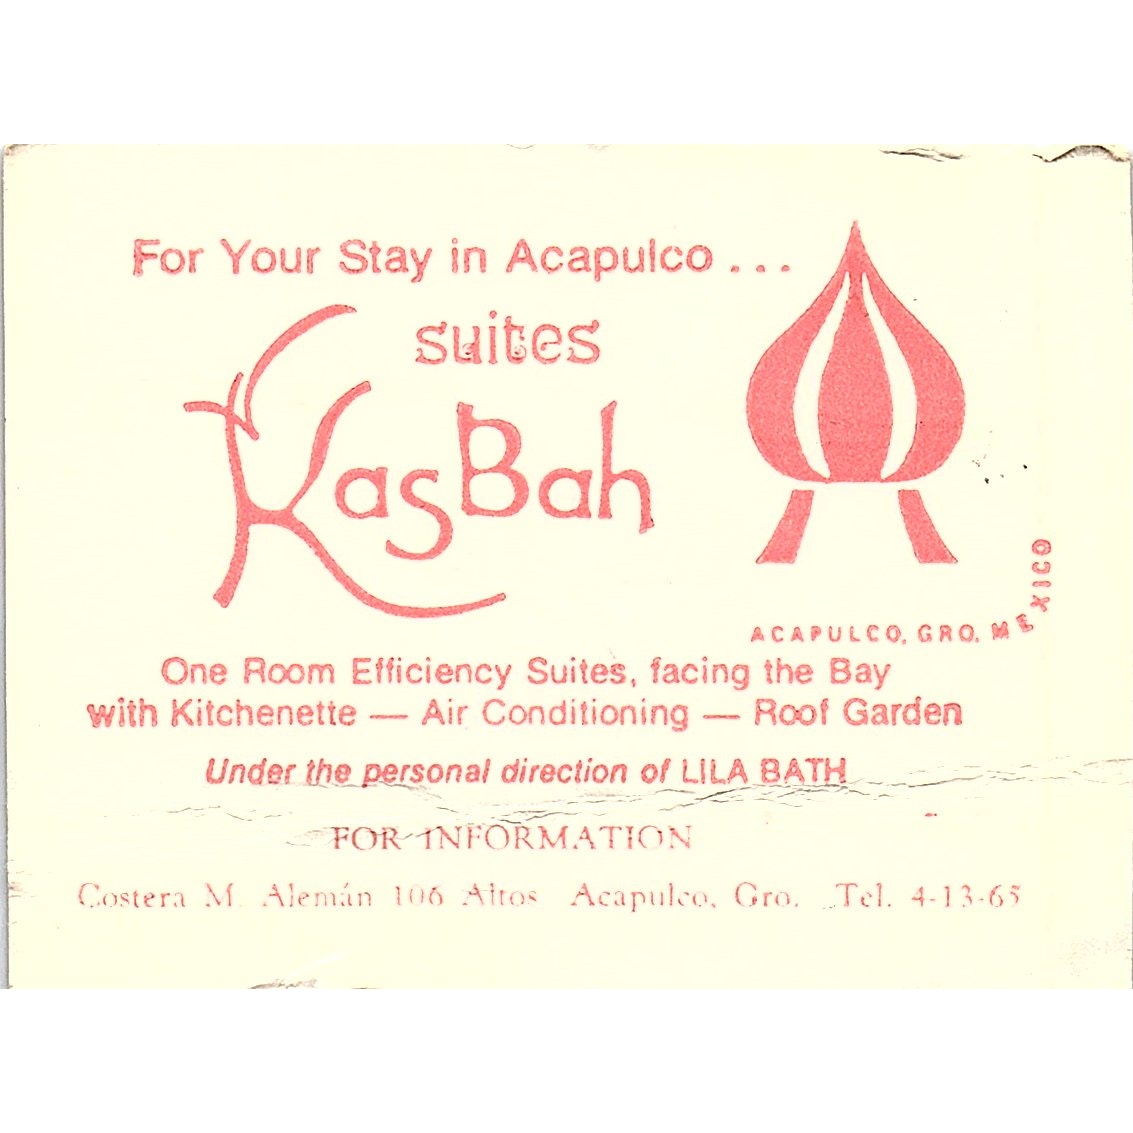 For Your Stay in Acapulco ...
suites
KasBah
ACAPULCO, GRO. MEXICO
One Room Efficiency Suites, facing the Bay
with Kitchenette — Air Conditioning — Roof Garden
Under the personal direction of LILA BATH
FOR INFORMATION
Costera M. Alemán 106 Altos Acapulco, Gro. Tel. 4-13-65